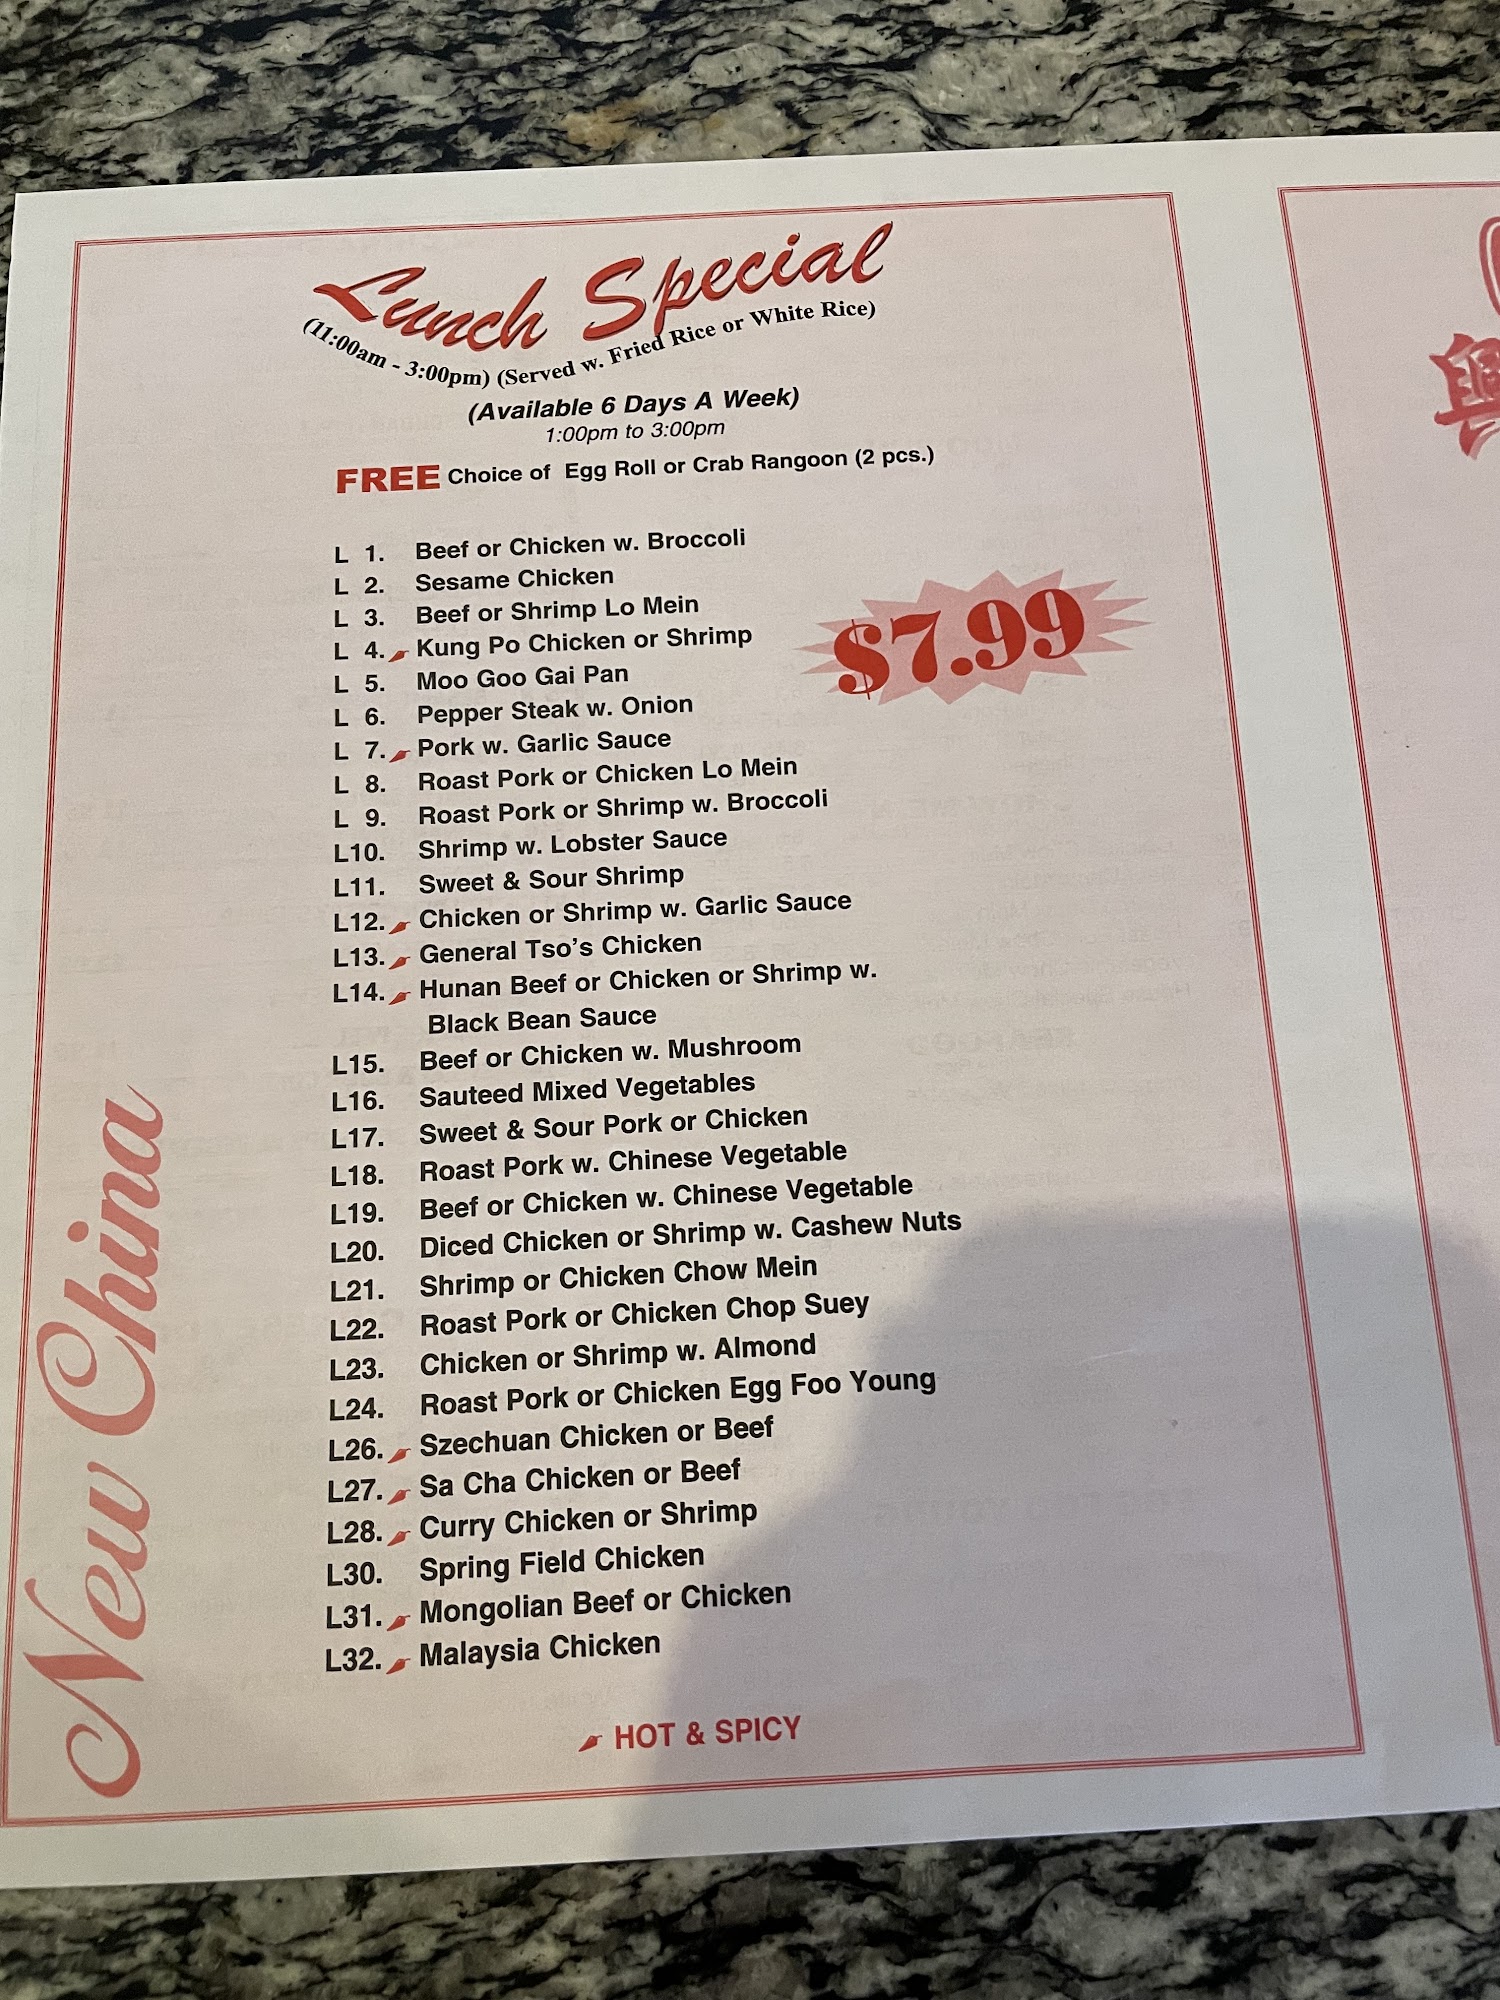 Lunch Special
(11:00am - 3:00pm) (Served w. Fried Rice or White Rice)
(Available 6 Days A Week)
1:00pm to 3:00pm
FREE Choice of Egg Roll or Crab Rangoon (2 pcs.)
$7.99
L 1. Beef or Chicken w. Broccoli
L 2. Sesame Chicken
L 3. Beef or Shrimp Lo Mein
L 4. Kung Po Chicken or Shrimp
L 5. Moo Goo Gai Pan
L 6. Pepper Steak w. Onion
L 7. Pork w. Garlic Sauce
L 8. Roast Pork or Chicken Lo Mein
L 9. Roast Pork or Shrimp w. Broccoli
L10. Shrimp w. Lobster Sauce
L11. Sweet & Sour Shrimp
L12. Chicken or Shrimp w. Garlic Sauce
L13. General Tso's Chicken
L14. Hunan Beef or Chicken or Shrimp w.
Black Bean Sauce
L15. Beef or Chicken w. Mushroom
L16. Sauteed Mixed Vegetables
L17. Sweet & Sour Pork or Chicken
L18. Roast Pork w. Chinese Vegetable
L19. Beef or Chicken w. Chinese Vegetable
L20. Diced Chicken or Shrimp w. Cashew Nuts
L21. Shrimp or Chicken Chow Mein
L22. Roast Pork or Chicken Chop Suey
L23. Chicken or Shrimp w. Almond
L24. Roast Pork or Chicken Egg Foo Young
L26. Szechuan Chicken or Beef
L27. Sa Cha Chicken or Beef
L28. Curry Chicken or Shrimp
L30. Spring Field Chicken
L31. Mongolian Beef or Chicken
L32. Malaysia Chicken
HOT & SPICY
New China